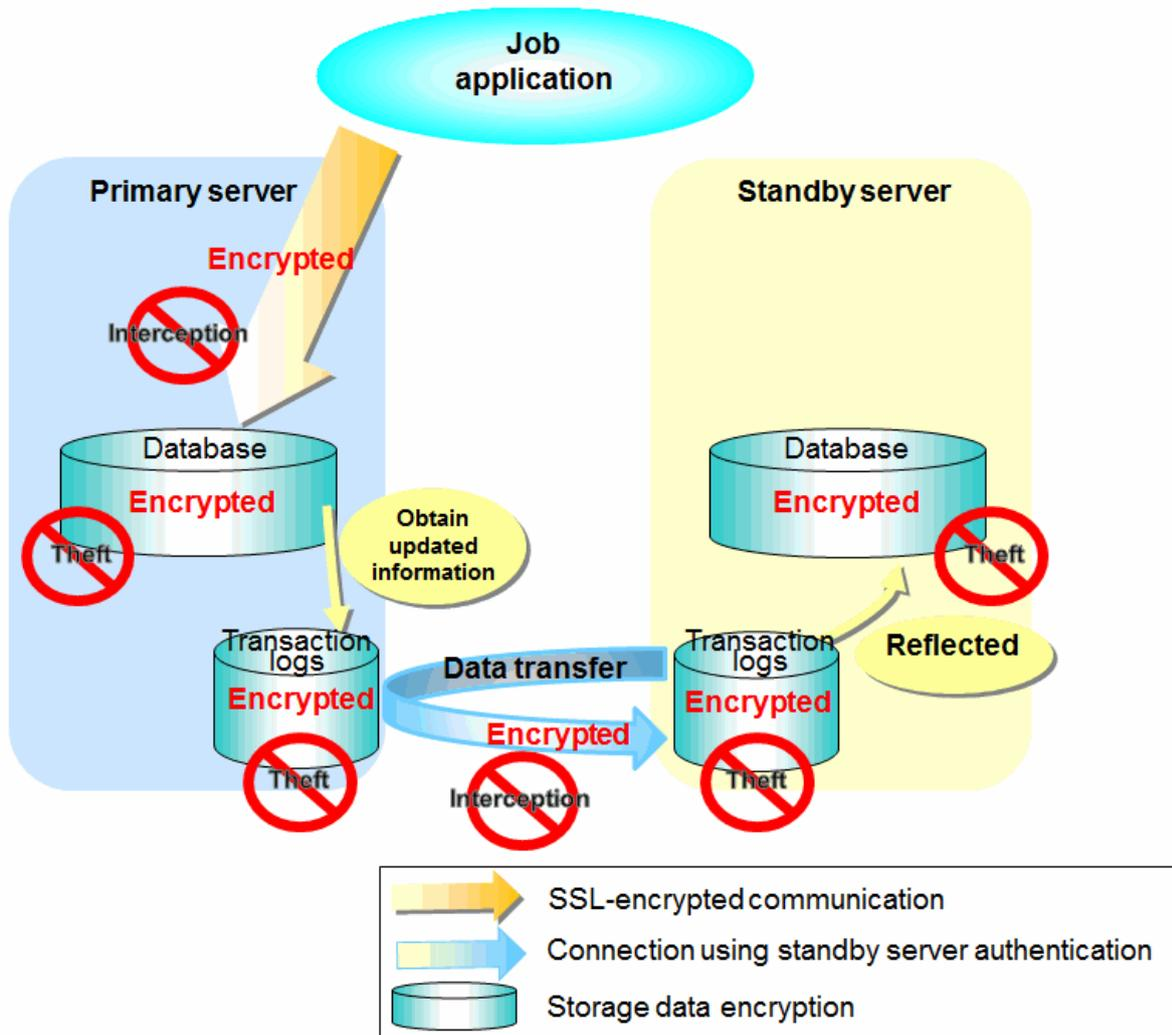 Job
application
Primary server
Standby server
Encrypted
Interception
Database
Encrypted
Theft
Obtain
updated
information
Database
Encrypted
Theft
Transaction
logs
Encrypted
Theft
Data transfer
Encrypted
Interception
Transaction
logs
Encrypted
Theft
Reflected
SSL-encrypted communication
Connection using standby server authentication
Storage data encryption